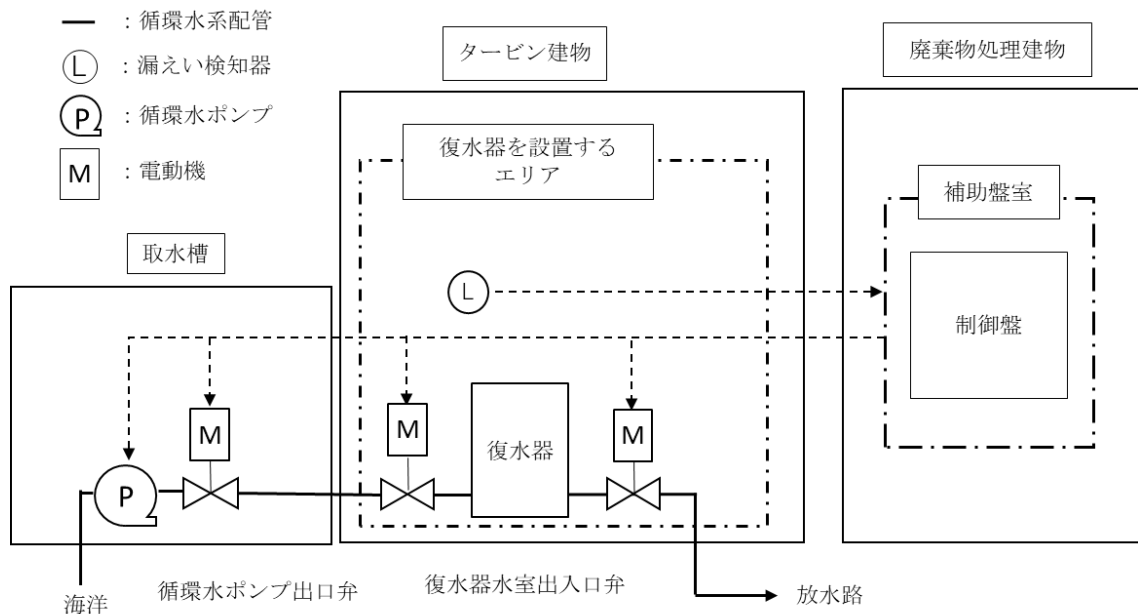 ：循環水系配管
L ：漏えい検知器
P ：循環水ポンプ
M ：電動機
タービン建物
廃棄物処理建物
復水器を設置する
エリア
補助盤室
取水槽
L
制御盤
M
M
M
復水器
P
海洋
循環水ポンプ出口弁
復水器水室出入口弁
放水路